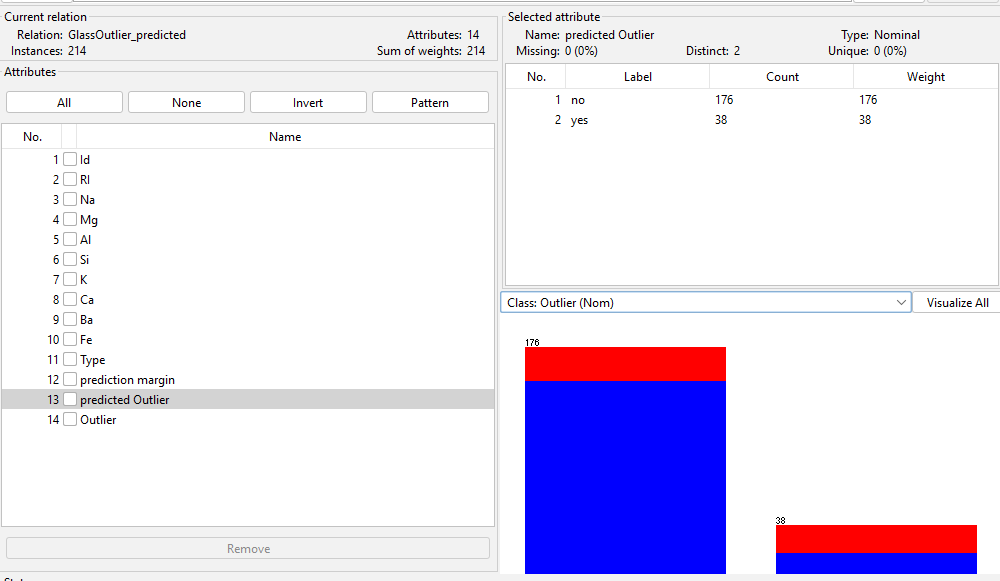 Current relation
Relation: GlassOutlier_predicted Attributes: 14
Instances: 214 Sum of weights: 214
Attributes
All None Invert Pattern
No. Name
1 Id
2 RI
3 Na
4 Mg
5 Al
6 Si
7 K
8 Ca
9 Ba
10 Fe
11 Type
12 prediction margin
13 predicted Outlier
14 Outlier
Remove
Selected attribute
Name: predicted Outlier Type: Nominal
Missing: 0 (0%) Distinct: 2 Unique: 0 (0%)
No. Label Count Weight
1 no 176 176
2 yes 38 38
Class: Outlier (Nom) Visualize All
176
38